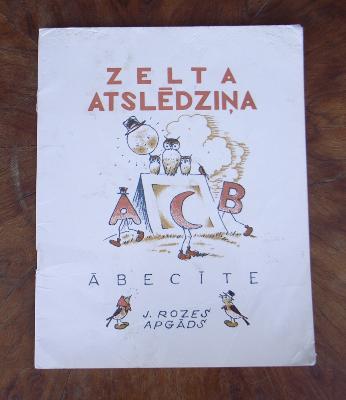 ZELTA
ATSLĒDZIŅA
A C B
ĀBECĪTE
J. ROZES
APGĀDS